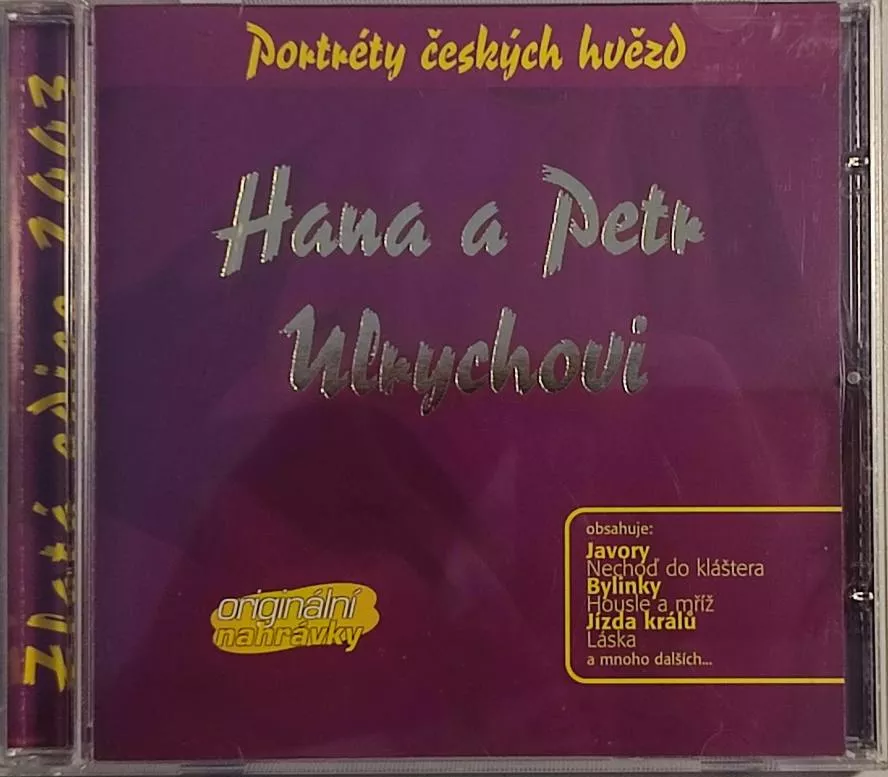 Portréty českých hvězd
Hana a Petr
Ulrychovi
originální
nahrávky
obsahuje:
Javory
Nechoď do kláštera
Bylinky
Housle a mříž
Jízda králů
Láska
a mnoho dalších...
Zlatá edice 2003